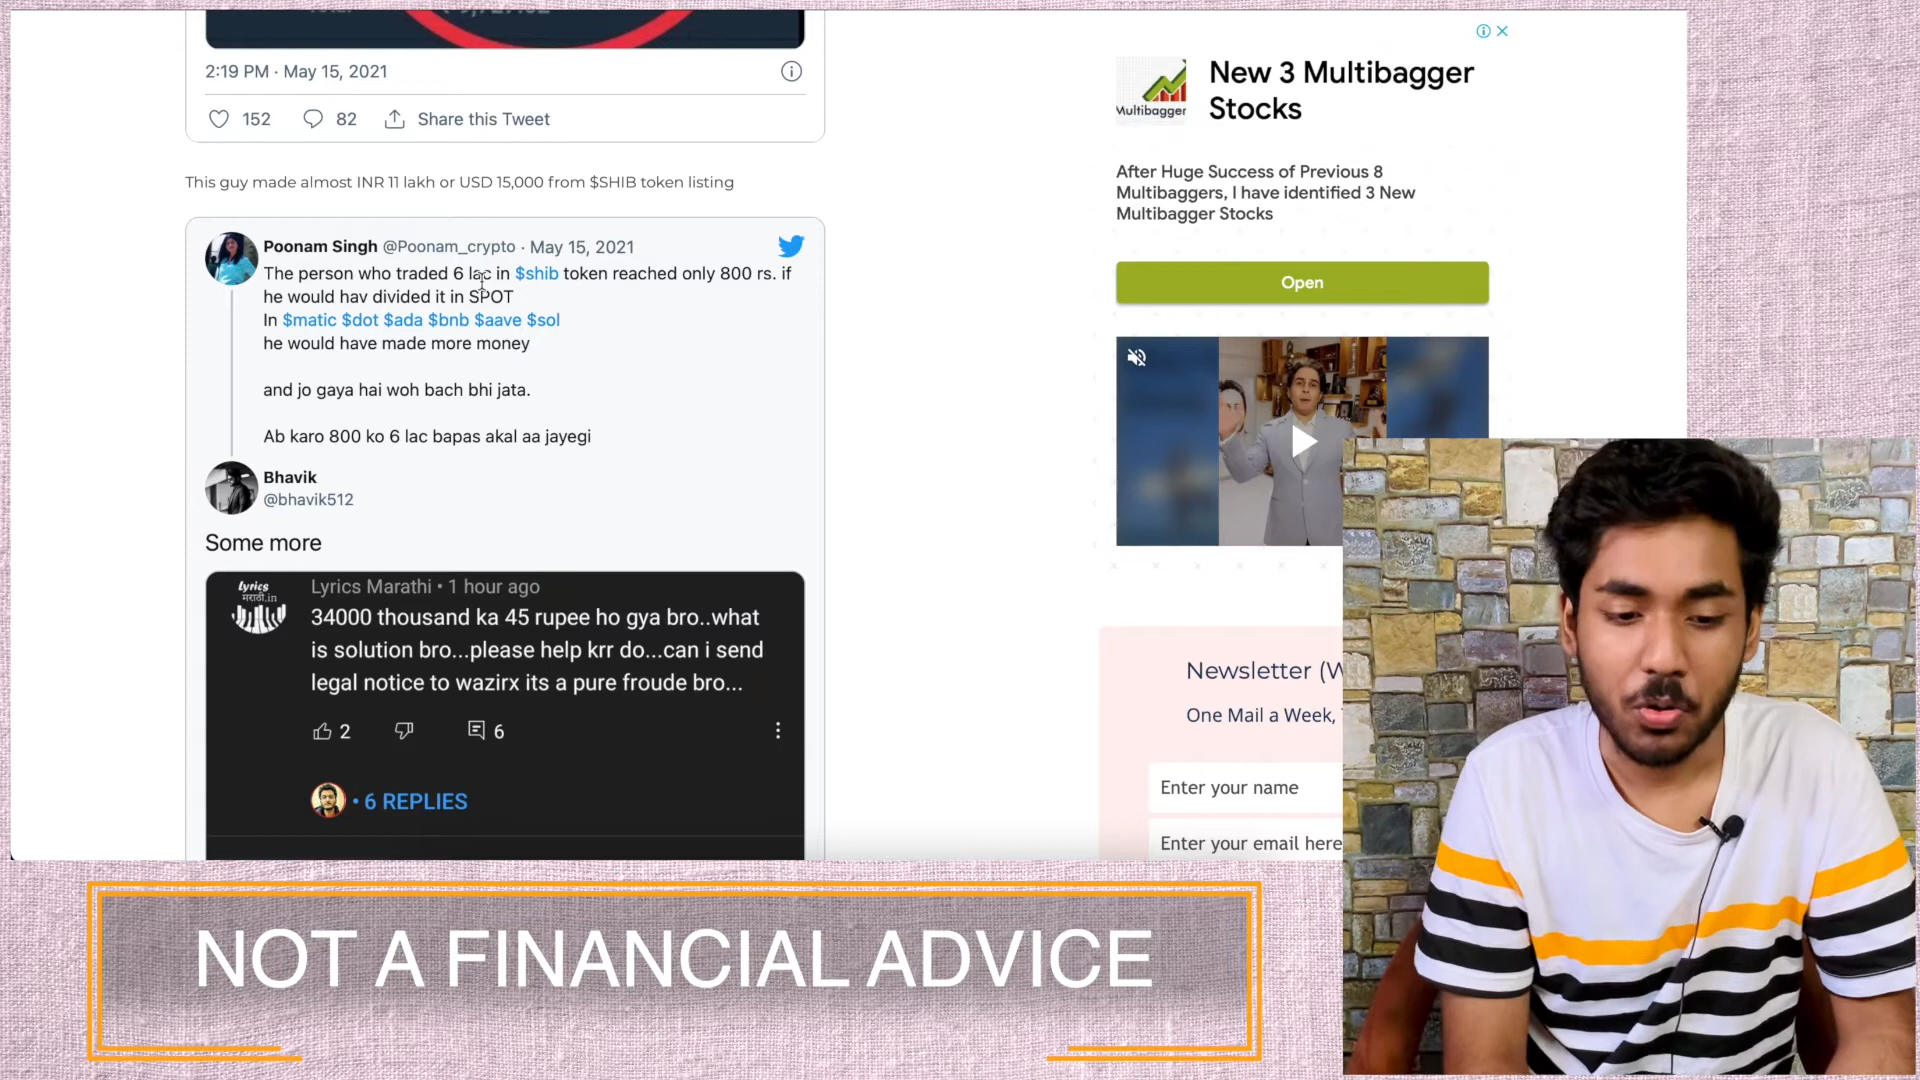 2:19 PM · May 15, 2021
152 82 Share this Tweet
This guy made almost INR 11 lakh or USD 15,000 from $SHIB token listing
Poonam Singh @Poonam_crypto · May 15, 2021
The person who traded 6 lac in $shib token reached only 800 rs. if
he would hav divided it in SPOT
In $matic $dot $ada $bnb $aave $sol
he would have made more money
and jo gaya hai woh bach bhi jata.
Ab karo 800 ko 6 lac bapas akal aa jayegi
Bhavik
@bhavik512
Some more
lyrics
मराठी.in
Lyrics Marathi • 1 hour ago
34000 thousand ka 45 rupee ho gya bro..what
is solution bro...please help krr do...can i send
legal notice to wazirx its a pure froude bro...
2 6
• 6 REPLIES
New 3 Multibagger
Stocks
Multibagger
After Huge Success of Previous 8
Multibaggers, I have identified 3 New
Multibagger Stocks
Open
Newsletter (W
One Mail a Week,
Enter your name
Enter your email here
NOT A FINANCIAL ADVICE